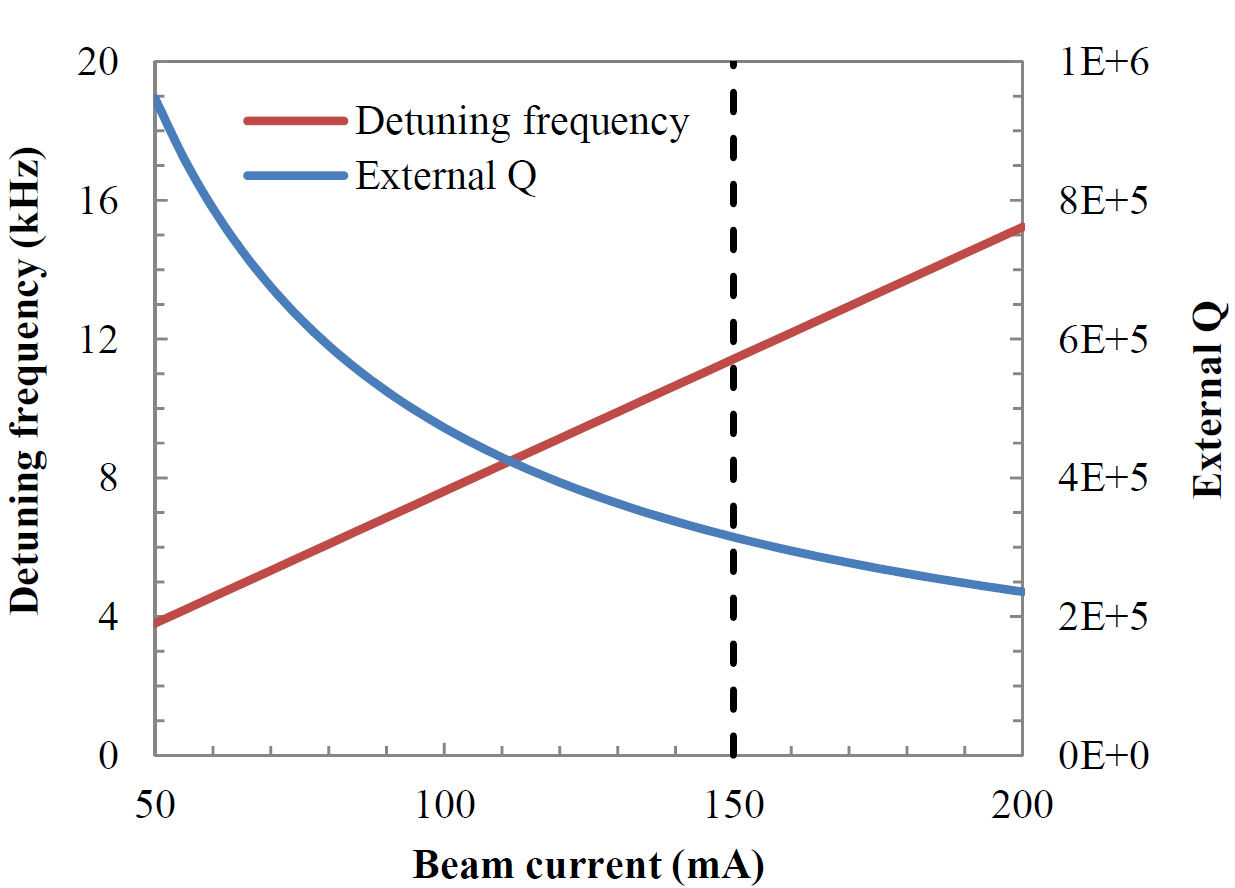 Detuning frequency (kHz)
20
16
12
8
4
0
Detuning frequency
External Q
1E+6
8E+5
6E+5
4E+5
2E+5
0E+0
External Q
50
100
150
200
Beam current (mA)